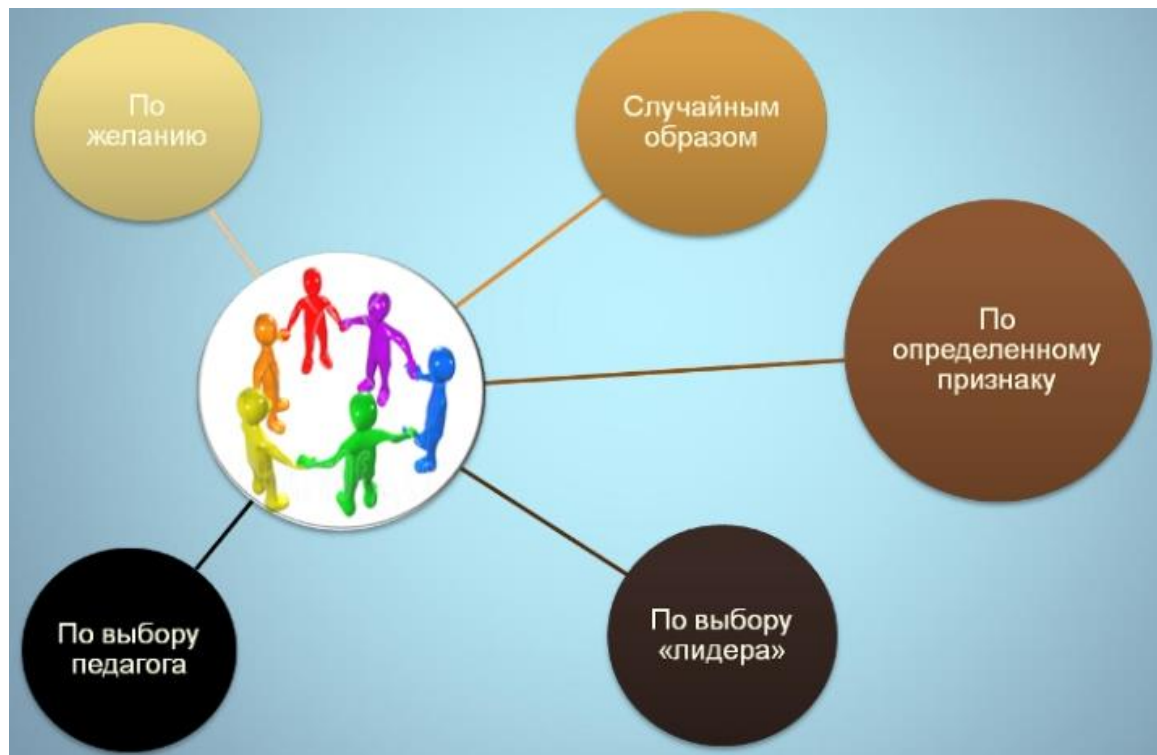 По
желанию
Случайным
образом
По
определенному
признаку
По выбору
«лидера»
По выбору
педагога